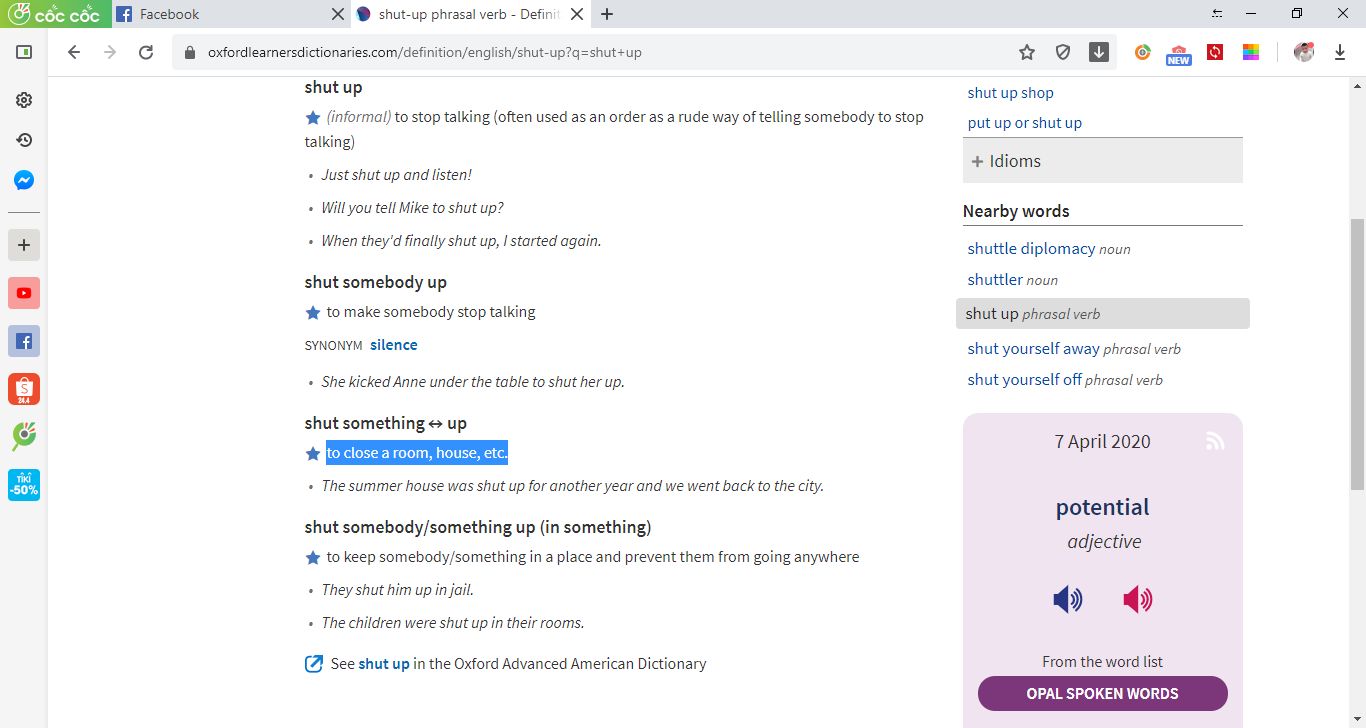 cốc cốc
Facebook
shut-up phrasal verb - Definit
oxfordlearnersdictionaries.com/definition/english/shut-up?q=shut+up
NEW
shut up
(informal) to stop talking (often used as an order as a rude way of telling somebody to stop
talking)
• Just shut up and listen!
• Will you tell Mike to shut up?
• When they'd finally shut up, I started again.
shut somebody up
to make somebody stop talking
SYNONYM silence
• She kicked Anne under the table to shut her up.
shut something ↔ up
to close a room, house, etc.
• The summer house was shut up for another year and we went back to the city.
shut somebody/something up (in something)
to keep somebody/something in a place and prevent them from going anywhere
• They shut him up in jail.
• The children were shut up in their rooms.
See shut up in the Oxford Advanced American Dictionary
shut up shop
put up or shut up
+ Idioms
Nearby words
shuttle diplomacy noun
shuttler noun
shut up phrasal verb
shut yourself away phrasal verb
shut yourself off phrasal verb
7 April 2020
potential
adjective
From the word list
OPAL SPOKEN WORDS
S
24.4
TIKI
-50%